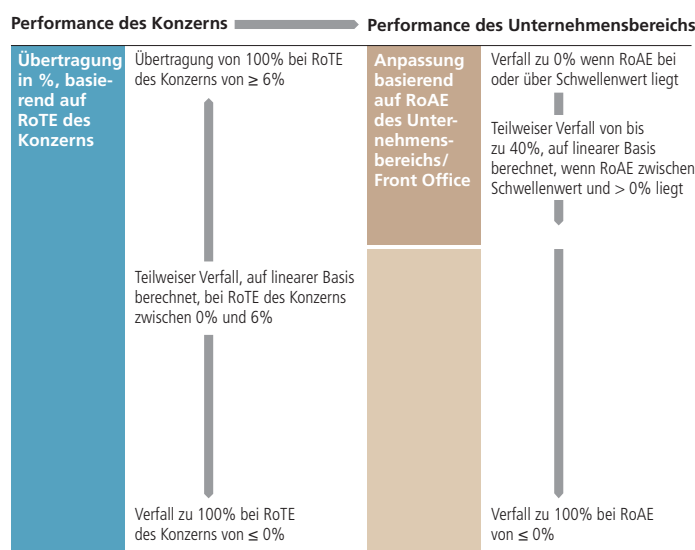 Performance des Konzerns
Performance des Unternehmensbereichs
Übertragung
in %, basie-
rend auf
RoTE des
Konzerns
Übertragung von 100% bei RoTE
des Konzerns von ≥ 6%
Teilweiser Verfall, auf linearer Basis
berechnet, bei RoTE des Konzerns
zwischen 0% und 6%
Verfall zu 100% bei RoTE
des Konzerns von ≤ 0%
Anpassung
basierend
auf RoAE
des Unter-
nehmens-
bereichs/
Front Office
Verfall zu 0% wenn RoAE bei
oder über Schwellenwert liegt
Teilweiser Verfall von bis
zu 40%, auf linearer Basis
berechnet, wenn RoAE zwischen
Schwellenwert und > 0% liegt
Verfall zu 100% bei RoAE
von ≤ 0%